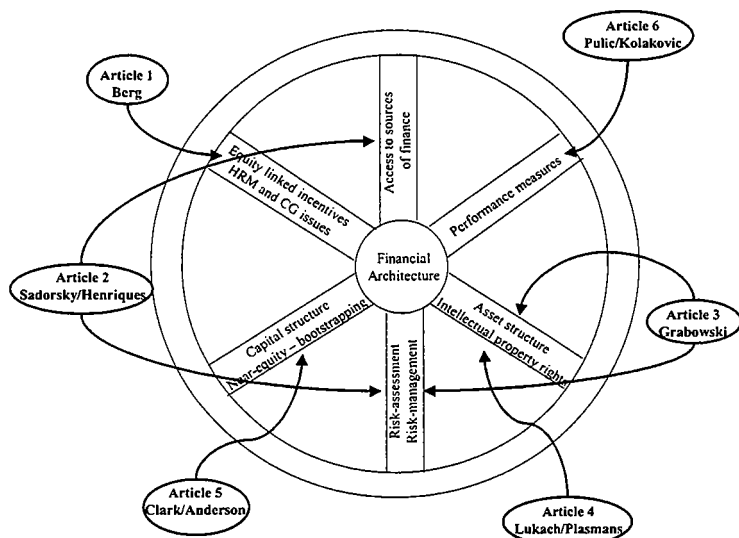 Article 6
Pulic/Kolakovic
Article 1
Berg
Access to sources
of finance
Equity linked incentives
HRM and CG issues
Performance measures
Financial
Architecture
Article 2
Sadorsky/Henriques
Article 3
Grabowski
Capital structure
Near-equity – bootstrapping
Asset structure
Intellectual property rights
Risk-assessment
Risk-management
Article 5
Clark/Anderson
Article 4
Lukach/Plasmans